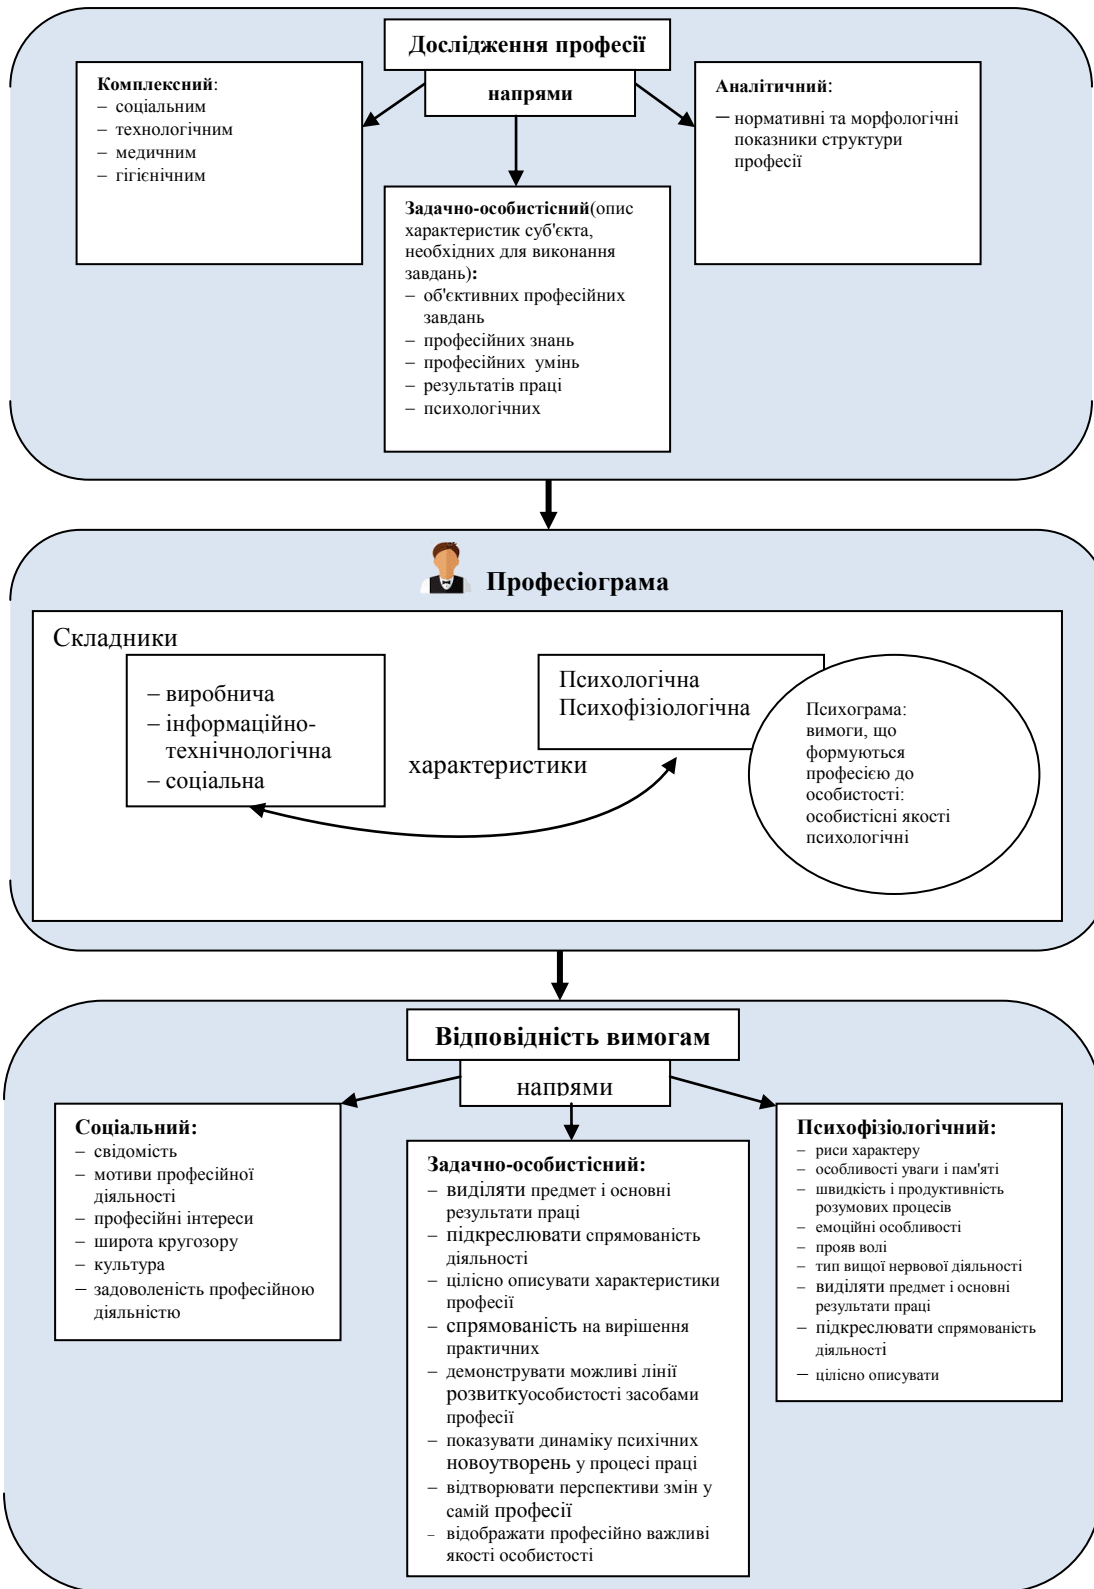 Дослідження професії
напрями
Комплексний:
– соціальним
– технологічним
– медичним
– гігієнічним
Задачно-особистісний(опис
характеристик суб'єкта,
необхідних для виконання
завдань):
– об'єктивних професійних
завдань
– професійних знань
– професійних умінь
– результатів праці
– психологічних
Аналітичний:
– нормативні та морфологічні
показники структури
професії
Професіограма
Складники
– виробнича
– інформаційно-
технічнологічна
– соціальна
характеристики
Психологічна
Психофізіологічна
Психограма:
вимоги, що
формуються
професією до
особистості:
особистісні якості
психологічні
Відповідність вимогам
напрями
Соціальний:
– свідомість
– мотиви професійної
діяльності
– професійні інтереси
– широта кругозору
– культура
– задоволеність професійною
діяльністю
Задачно-особистісний:
– виділяти предмет і основні
результати праці
– підкреслювати спрямованість
діяльності
– цілісно описувати характеристики
професії
– спрямованість на вирішення
практичних
– демонструвати можливі лінії
розвиткуособистості засобами
професії
– показувати динаміку психічних
новоутворень у процесі праці
– відтворювати перспективи змін у
самій професії
– відображати професійно важливі
якості особистості
Психофізіологічний:
– риси характеру
– особливості уваги і пам'яті
– швидкість і продуктивність
розумових процесів
– емоційні особливості
– прояв волі
– тип вищої нервової діяльності
– виділяти предмет і основні
результати праці
– підкреслювати спрямованість
діяльності
– цілісно описувати